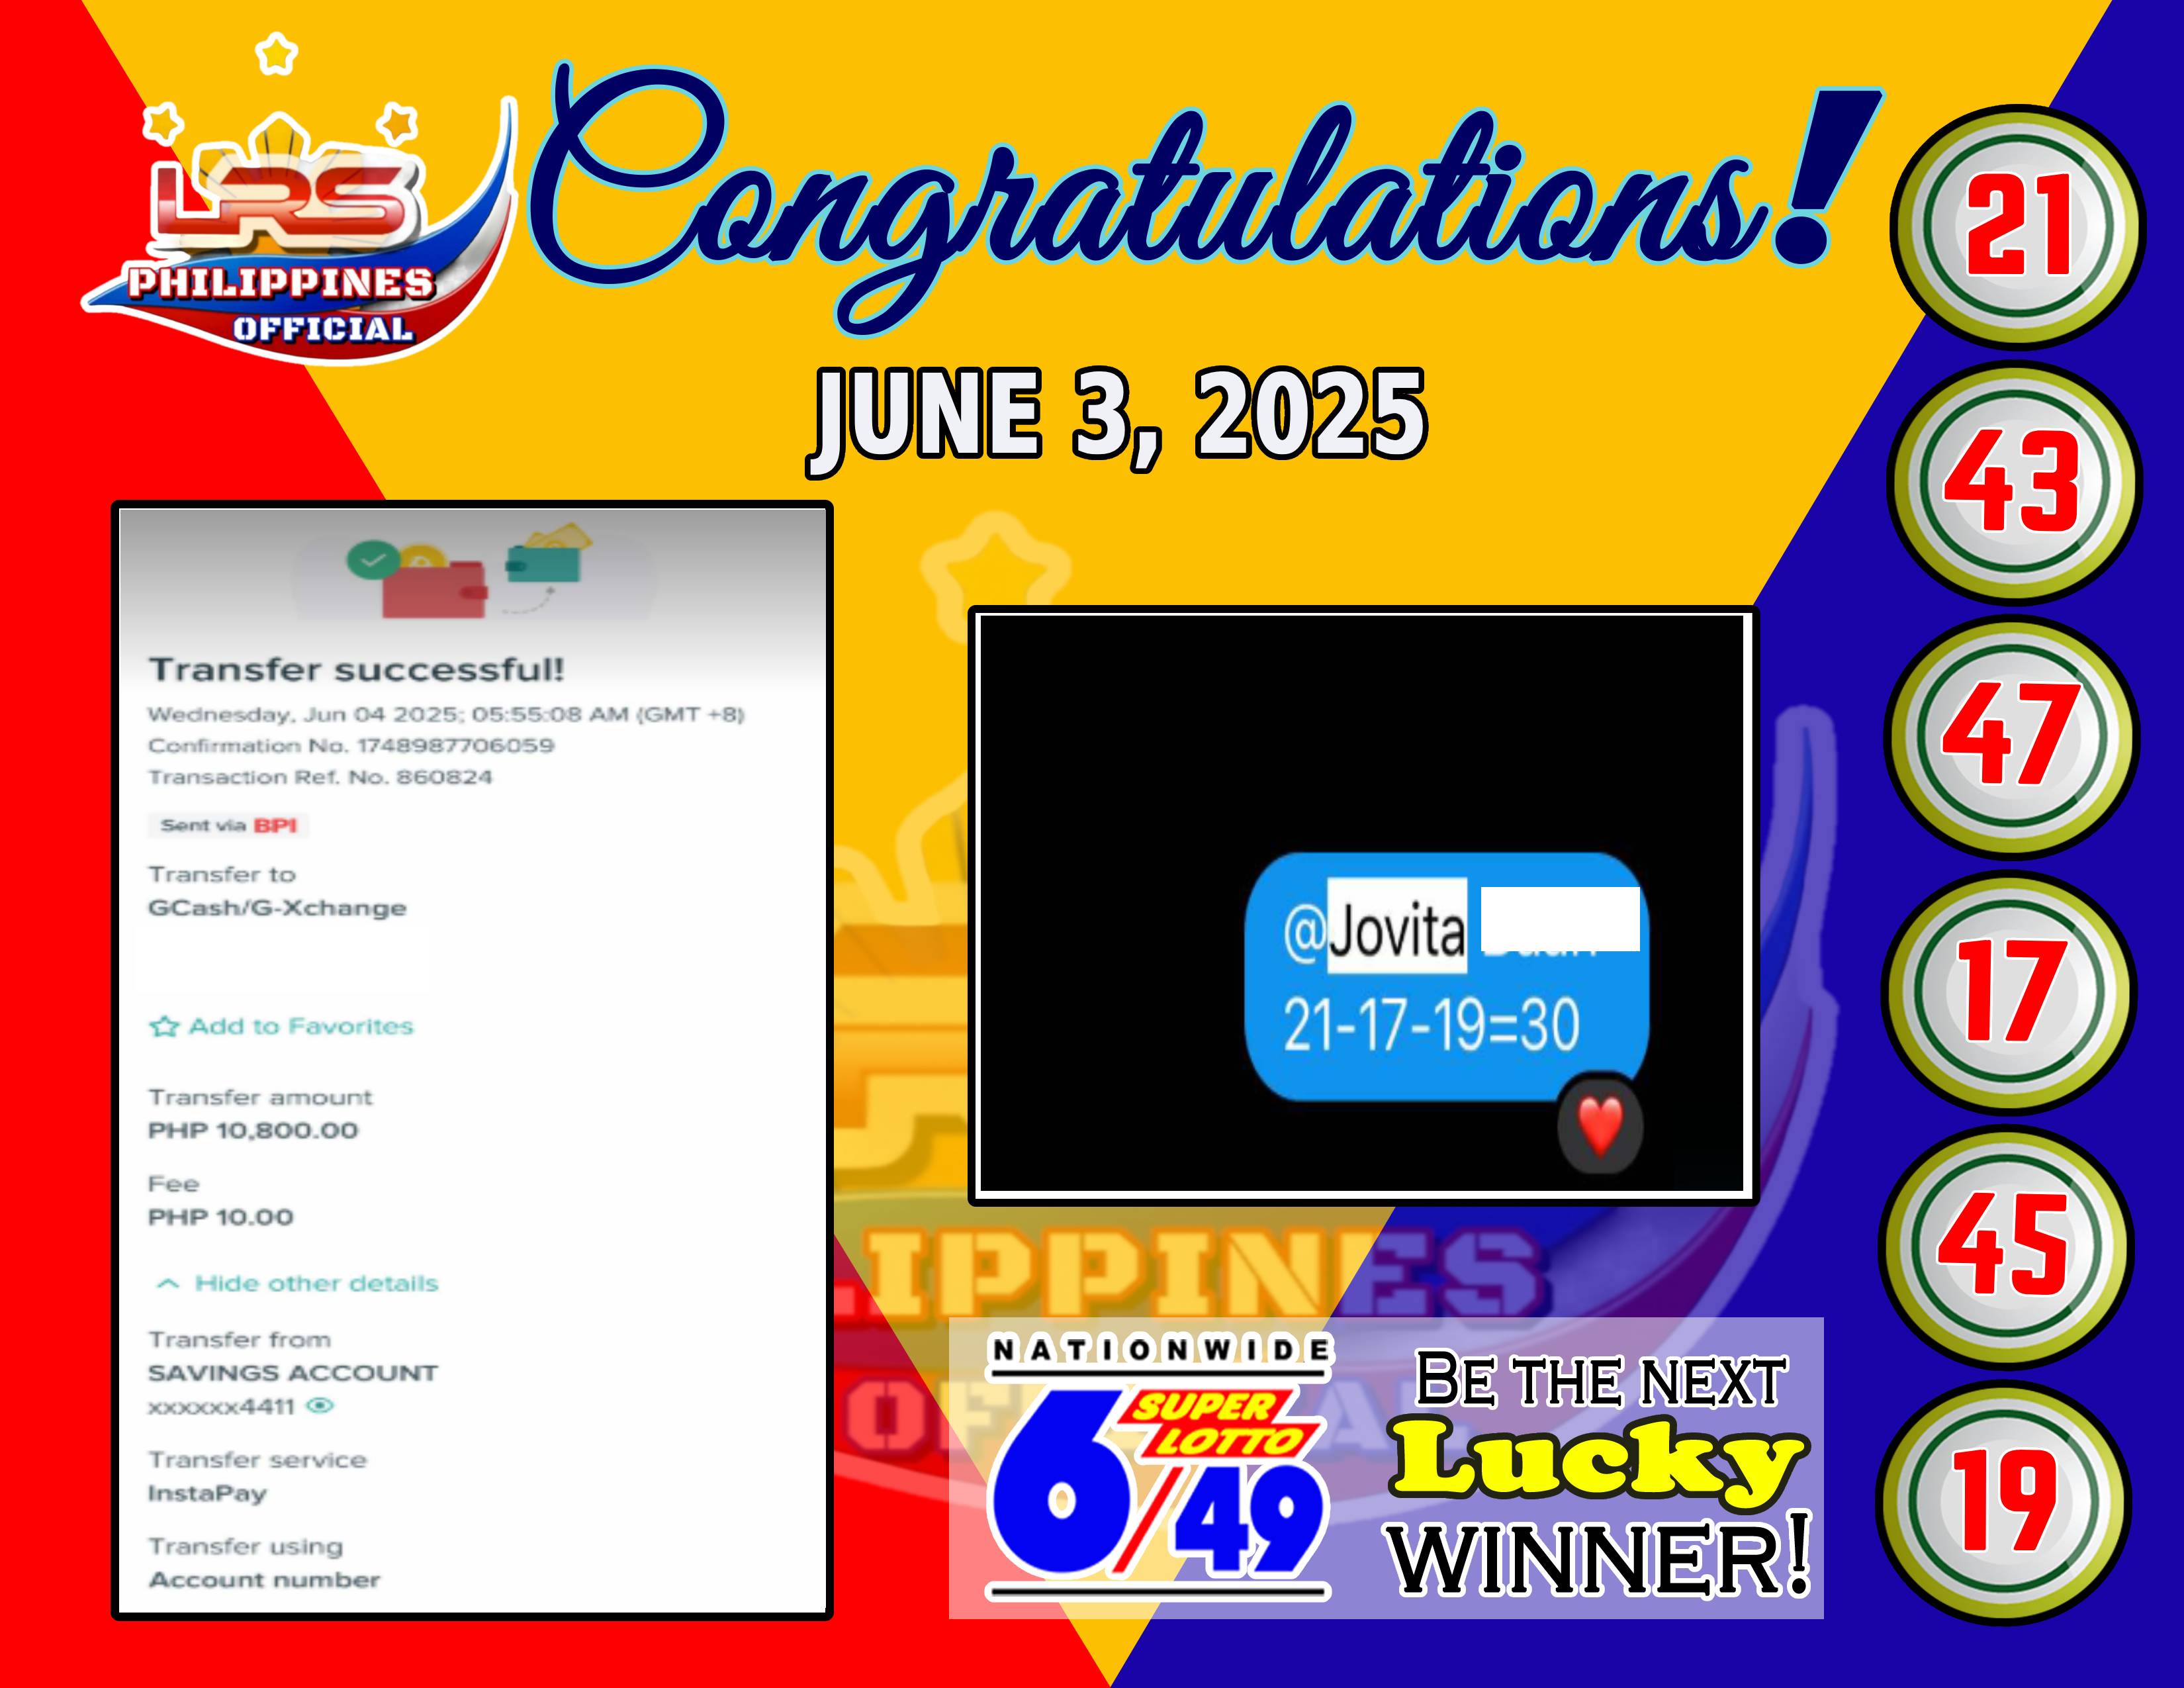 LRS
PHILIPPINES
OFFICIAL
Congratulations!
JUNE 3, 2025
Transfer successful!
Wednesday, Jun 04 2025; 05:55:08 AM (GMT +8)
Confirmation No. 1748987706059
Transaction Ref. No. 860824
Sent via BPI
Transfer to
GCash/G-Xchange
Add to Favorites
Transfer amount
PHP 10,800.00
Fee
PHP 10.00
Hide other details
Transfer from
SAVINGS ACCOUNT
xxxxxx4411
Transfer service
InstaPay
Transfer using
Account number
@Jovita
21-17-19=30
IPPINES
NATIONWIDE
6/49
SUPER
LOTTO
BE THE NEXT
Lucky
WINNER!
21
43
47
17
45
19